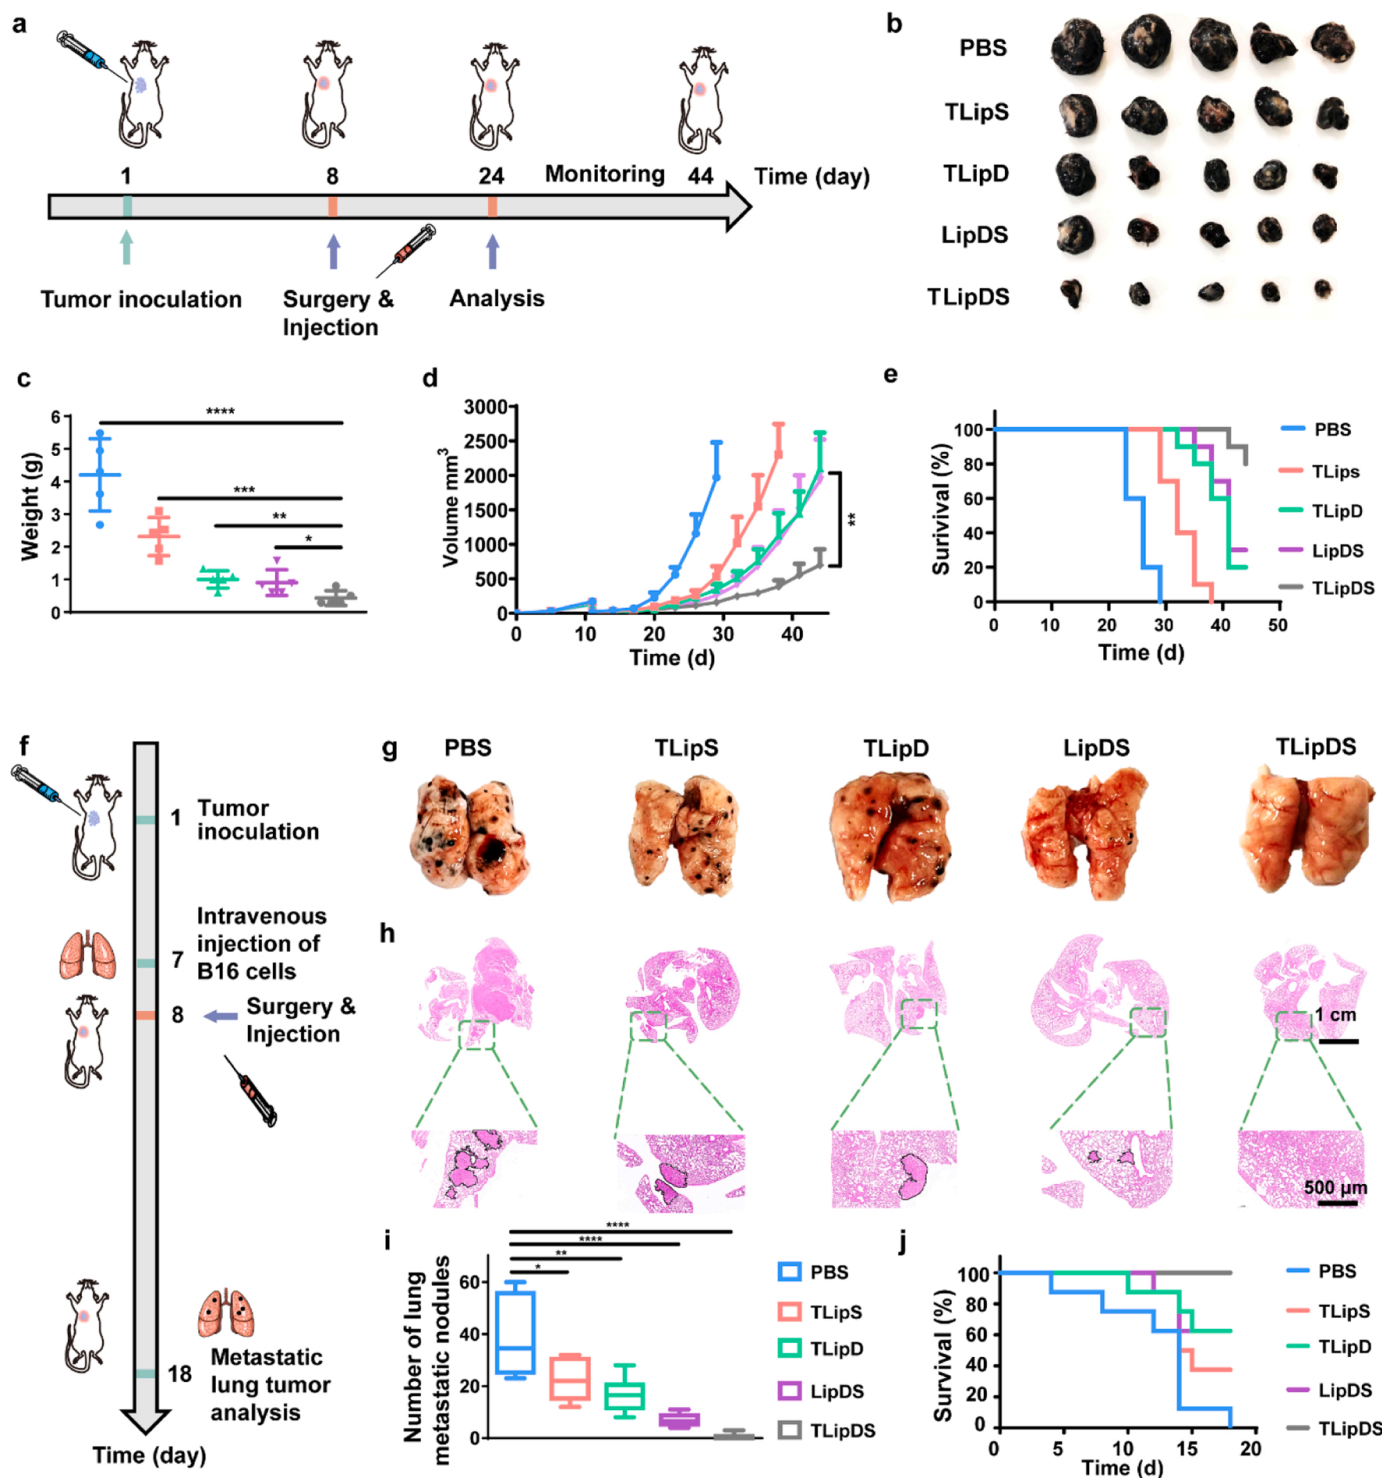 a
1
8
24
Monitoring
44
Time (day)
Tumor inoculation
Surgery &
Injection
Analysis
b
PBS
TLipS
TLipD
LipDS
TLipDS
c
Weight (g)
6
5
4
3
2
1
0
****
***
**
*
d
Volume mm³
3000
2500
2000
1500
1000
500
0
0
10
20
30
40
Time (d)
**
e
Surivival (%)
100
80
60
40
20
0
0
10
20
30
40
50
Time (d)
PBS
TLips
TLipD
LipDS
TLipDS
f
1
Tumor
inoculation
Intravenous
injection of
B16 cells
7
8
Surgery &
Injection
18
Metastatic
lung tumor
analysis
Time (day)
g
PBS
TLipS
TLipD
LipDS
TLipDS
h
1 cm
500 μm
i
Number of lung
metastatic nodules
60
40
20
0
****
****
**
*
PBS
TLipS
TLipD
LipDS
TLipDS
j
Survival (%)
100
80
60
40
20
0
0
5
10
15
20
Time (d)
PBS
TLipS
TLipD
LipDS
TLipDS